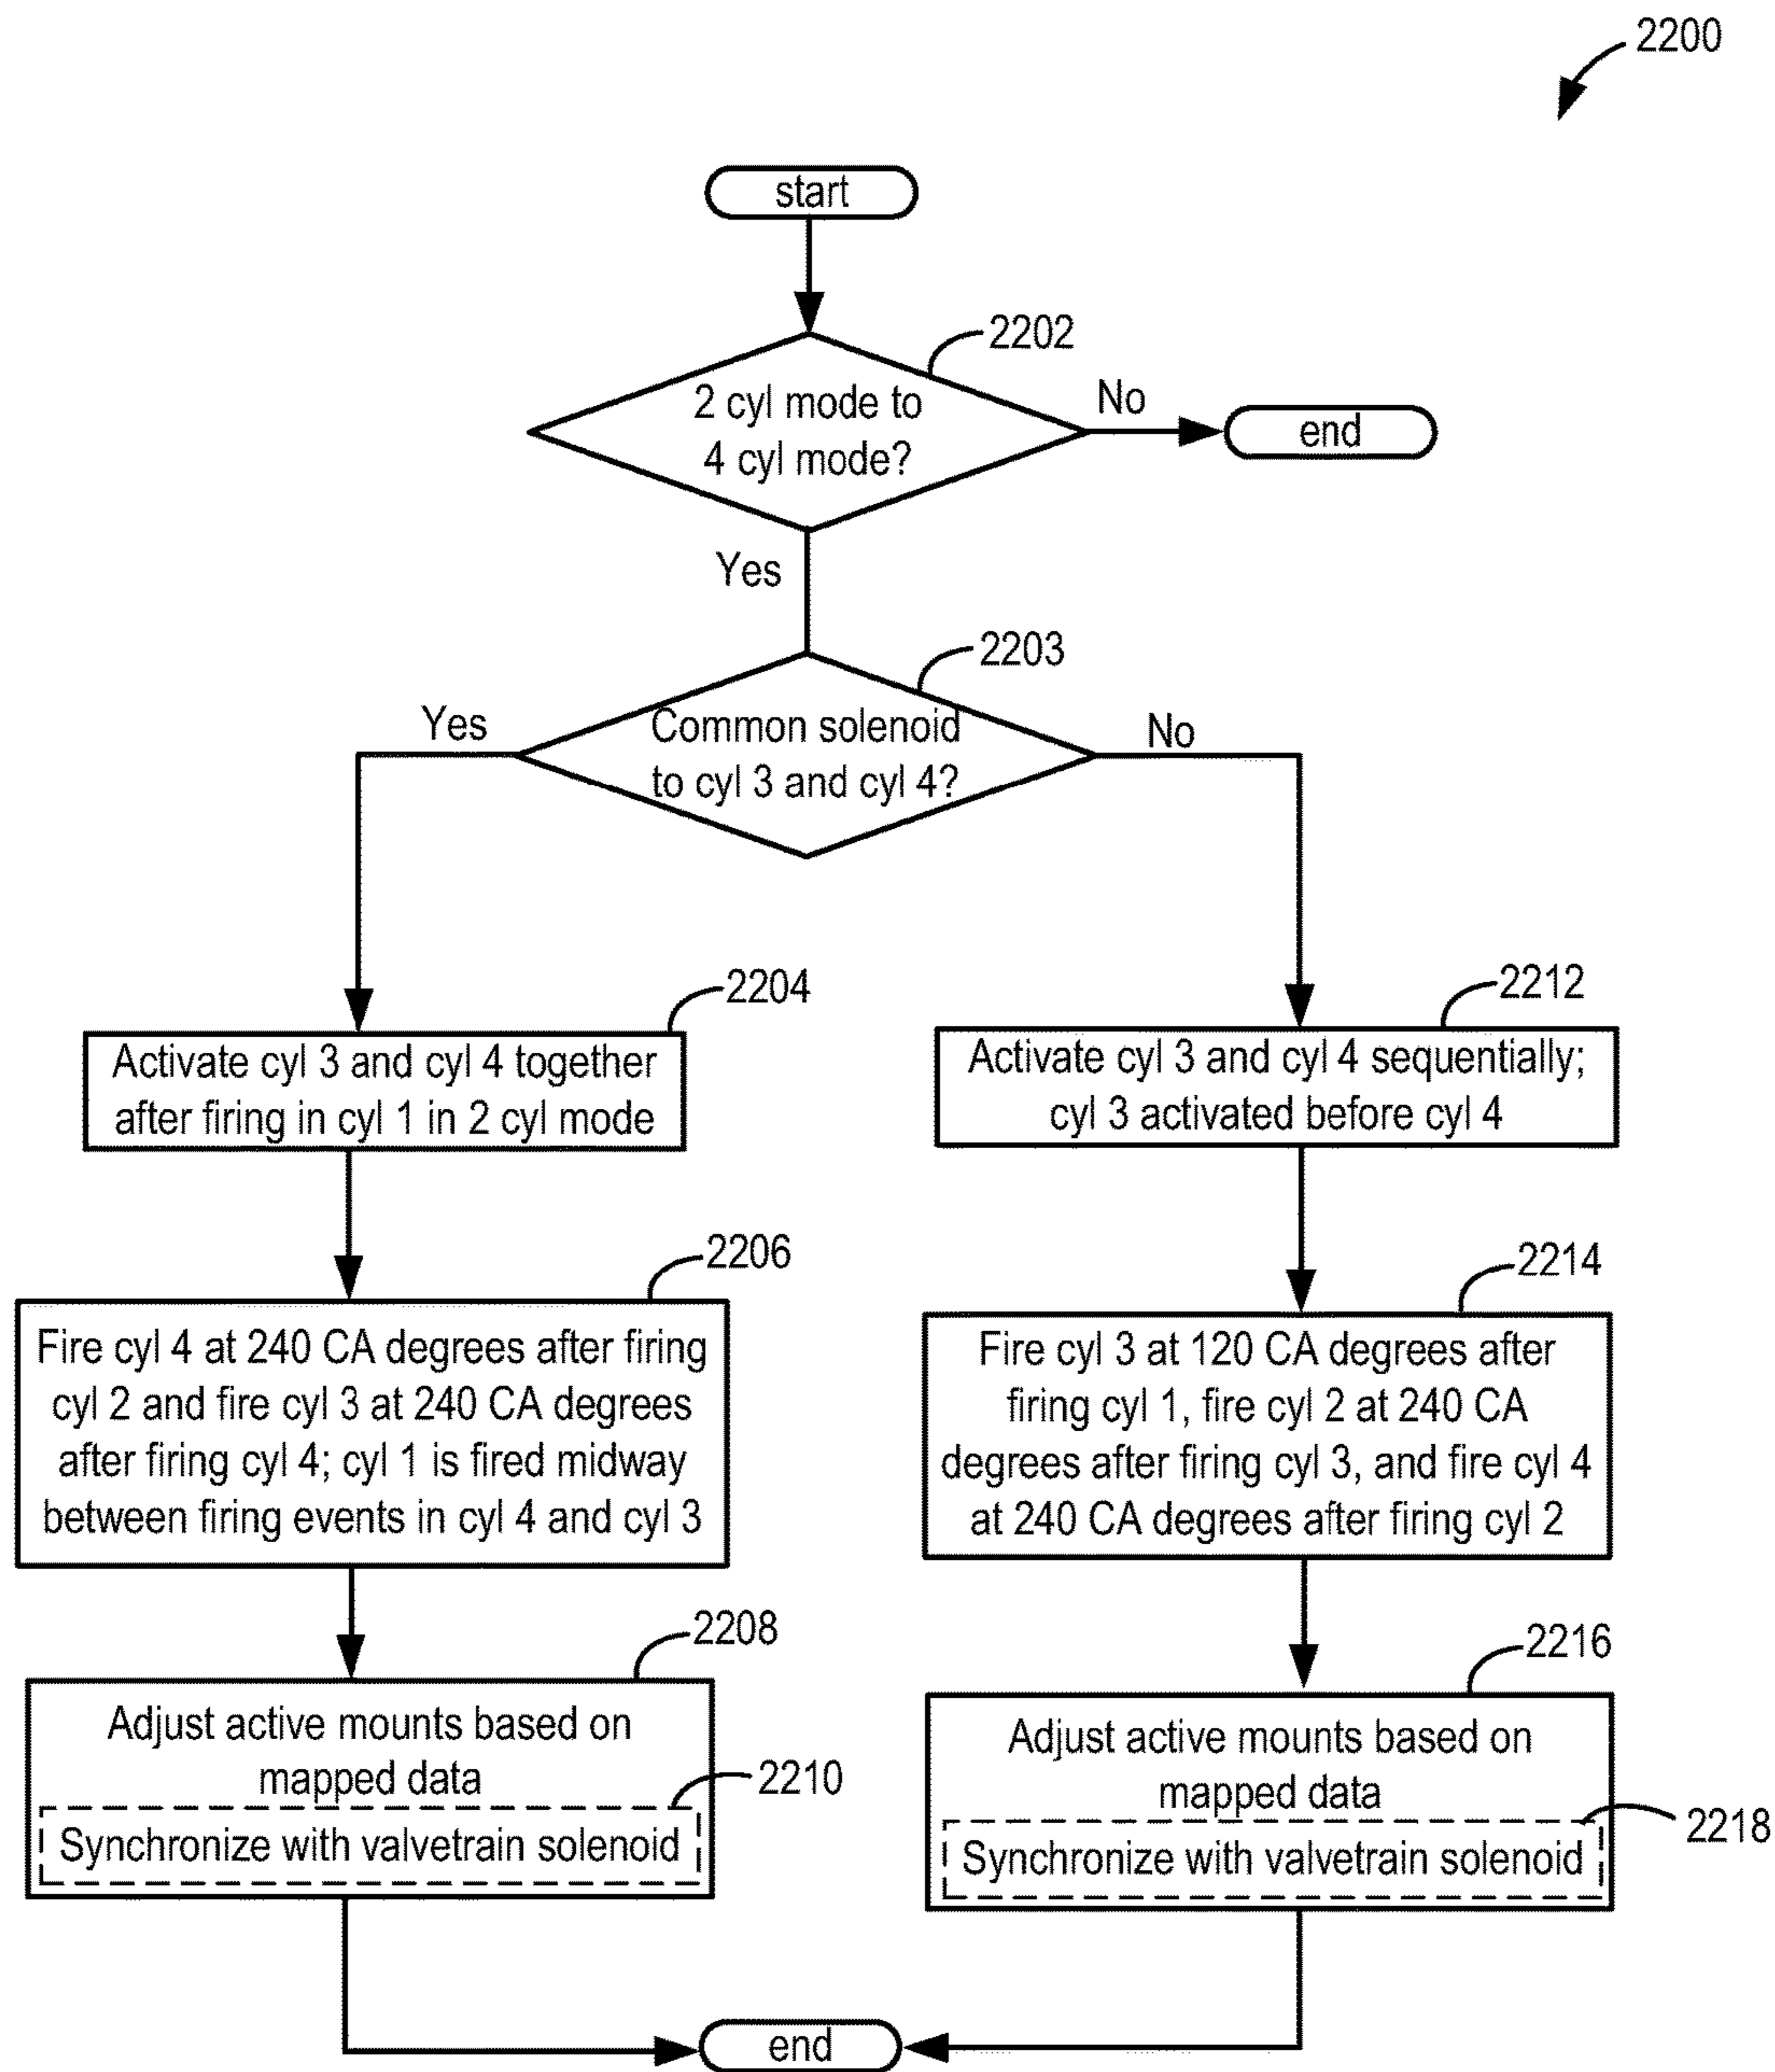 2200
start
2202
2 cyl mode to
4 cyl mode?
No
end
Yes
2203
Common solenoid
to cyl 3 and cyl 4?
Yes
No
2204
Activate cyl 3 and cyl 4 together
after firing in cyl 1 in 2 cyl mode
2212
Activate cyl 3 and cyl 4 sequentially;
cyl 3 activated before cyl 4
2206
Fire cyl 4 at 240 CA degrees after firing
cyl 2 and fire cyl 3 at 240 CA degrees
after firing cyl 4; cyl 1 is fired midway
between firing events in cyl 4 and cyl 3
2214
Fire cyl 3 at 120 CA degrees after
firing cyl 1, fire cyl 2 at 240 CA
degrees after firing cyl 3, and fire cyl 4
at 240 CA degrees after firing cyl 2
2208
Adjust active mounts based on
mapped data
2210
Synchronize with valvetrain solenoid
2216
Adjust active mounts based on
mapped data
2218
Synchronize with valvetrain solenoid
end